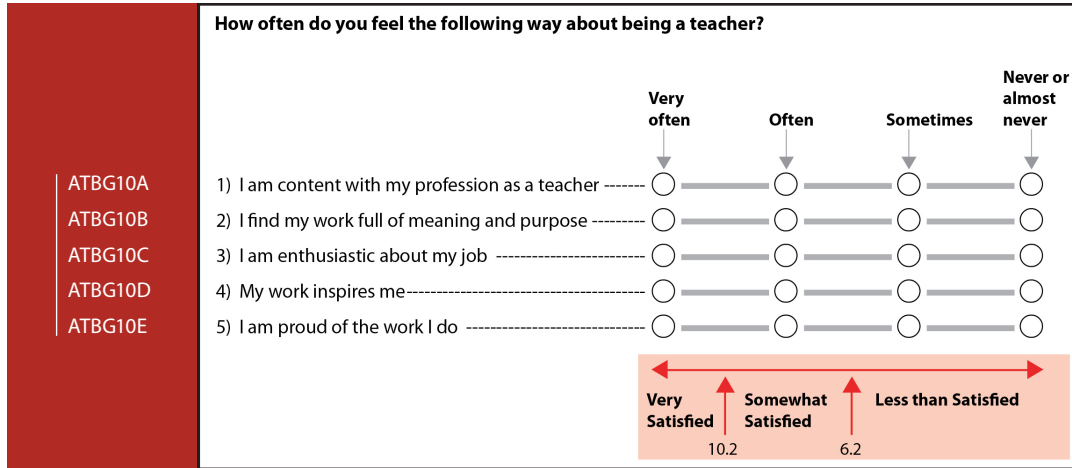 How often do you feel the following way about being a teacher?
Never or
Very almost
often Often Sometimes never
ATBG10A 1) I am content with my profession as a teacher
ATBG10B 2) I find my work full of meaning and purpose
ATBG10C 3) I am enthusiastic about my job
ATBG10D 4) My work inspires me
ATBG10E 5) I am proud of the work I do
Very Somewhat Less than Satisfied
Satisfied Satisfied
10.2 6.2